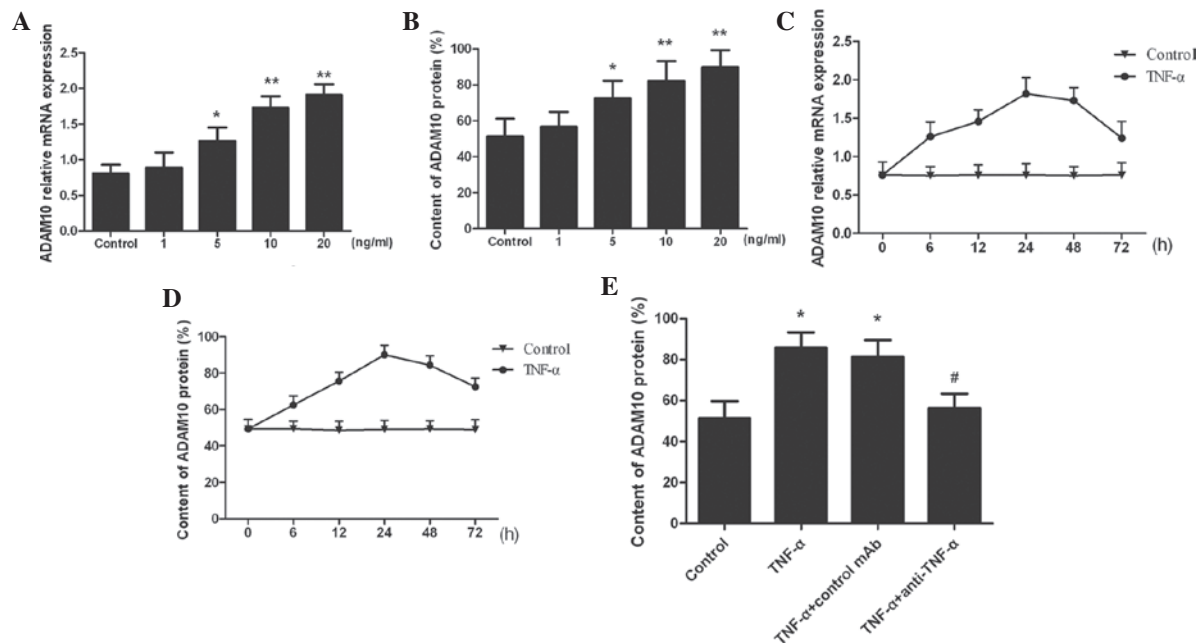 A
ADAM10 relative mRNA expression
2.5
2.0
1.5
1.0
0.5
0.0
*
**
**
Control 1 5 10 20 (ng/ml)
B
Content of ADAM10 protein (%)
100
80
60
40
20
0
*
**
**
Control 1 5 10 20 (ng/ml)
C
ADAM10 relative mRNA expression
2.5
2.0
1.5
1.0
0.5
0.0
0 6 12 24 48 72 (h)
Control
TNF-α
D
Content of ADAM10 protein (%)
100
80
60
40
20
0
0 6 12 24 48 72 (h)
Control
TNF-α
E
Content of ADAM10 protein (%)
100
80
60
40
20
0
*
*
#
Control
TNF-α
TNF-α+control mAb
TNF-α+anti-TNF-α